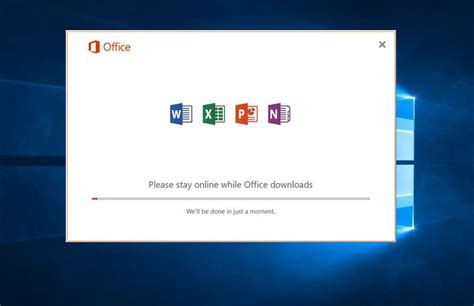 Office
W X P N
Please stay online while Office downloads
We'll be done in just a moment.